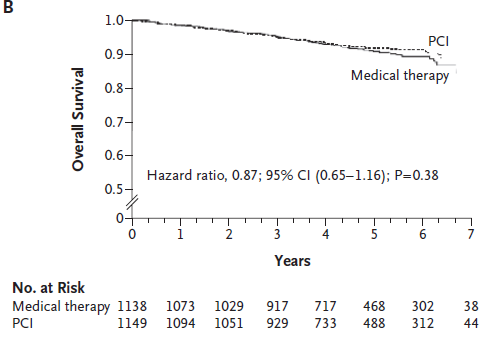 B
1.0
0.9
0.8
0.7
0.6
0.5
0
Overall Survival
PCI
Medical therapy
Hazard ratio, 0.87; 95% CI (0.65–1.16); P=0.38
0 1 2 3 4 5 6 7
Years
No. at Risk
Medical therapy 1138 1073 1029 917 717 468 302 38
PCI 1149 1094 1051 929 733 488 312 44